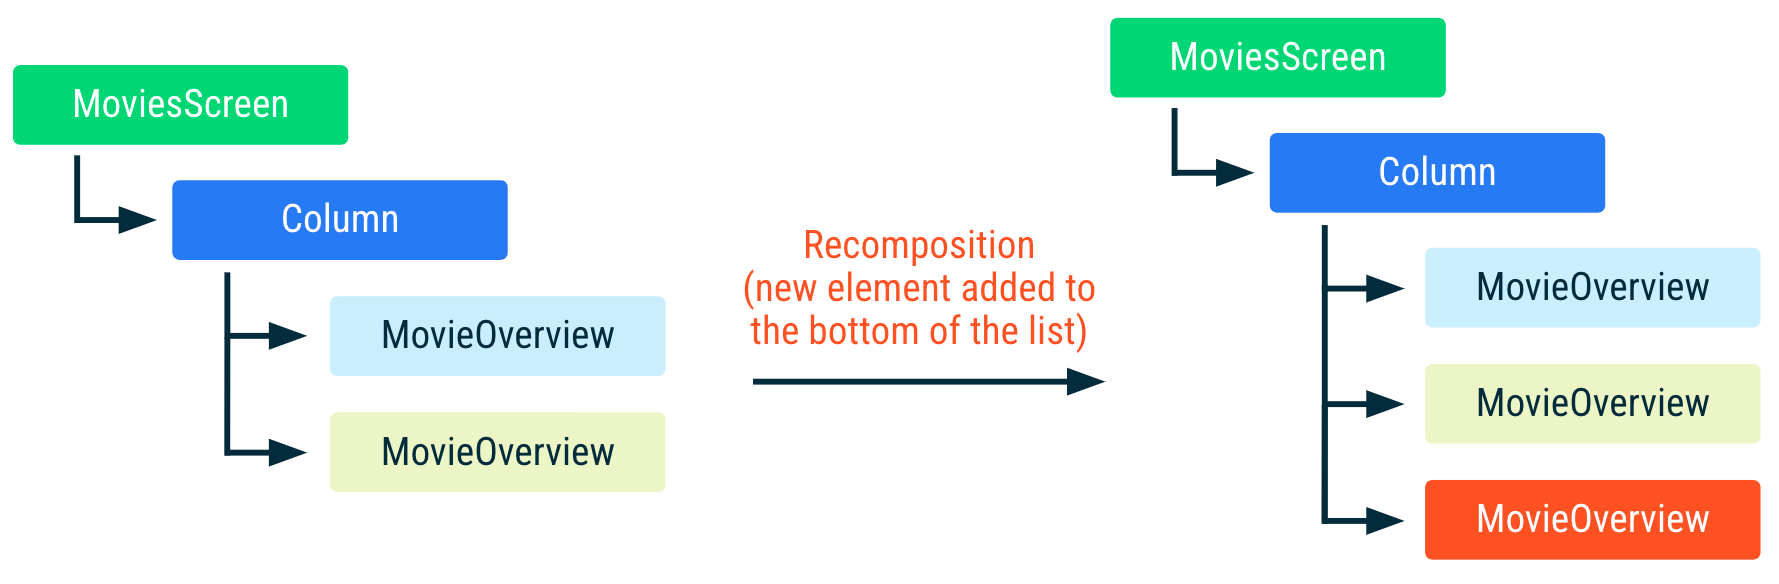 MoviesScreen
Column
MovieOverview
MovieOverview
Recomposition
(new element added to
the bottom of the list)
MoviesScreen
Column
MovieOverview
MovieOverview
MovieOverview